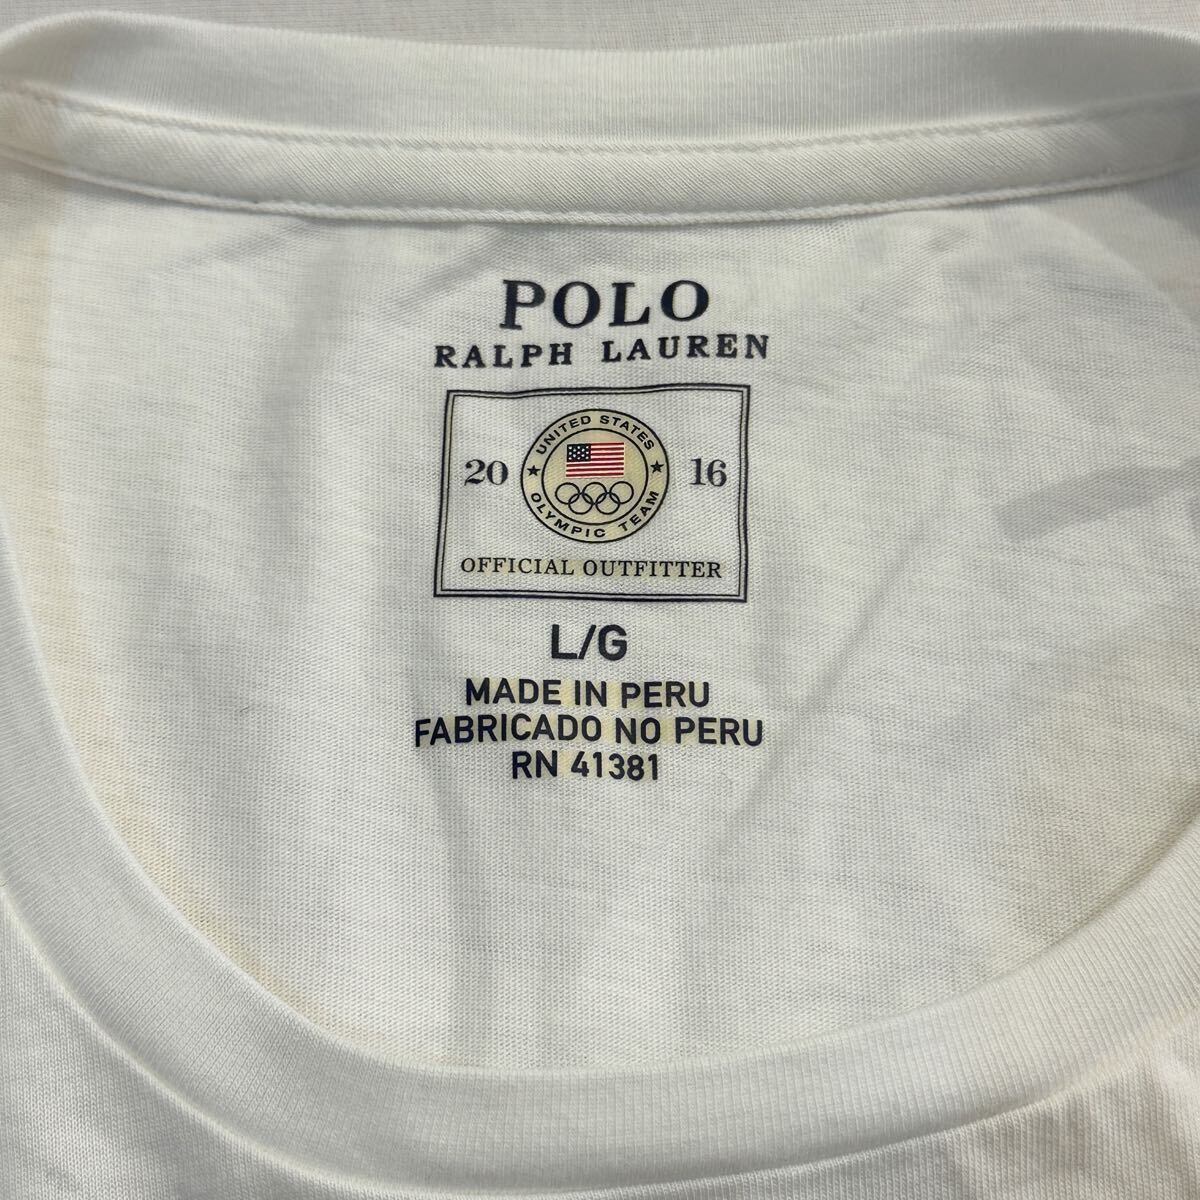 POLO
RALPH LAUREN
20 UNITED STATES 16
OLYMPIC TEAM
OFFICIAL OUTFITTER
L/G
MADE IN PERU
FABRICADO NO PERU
RN 41381